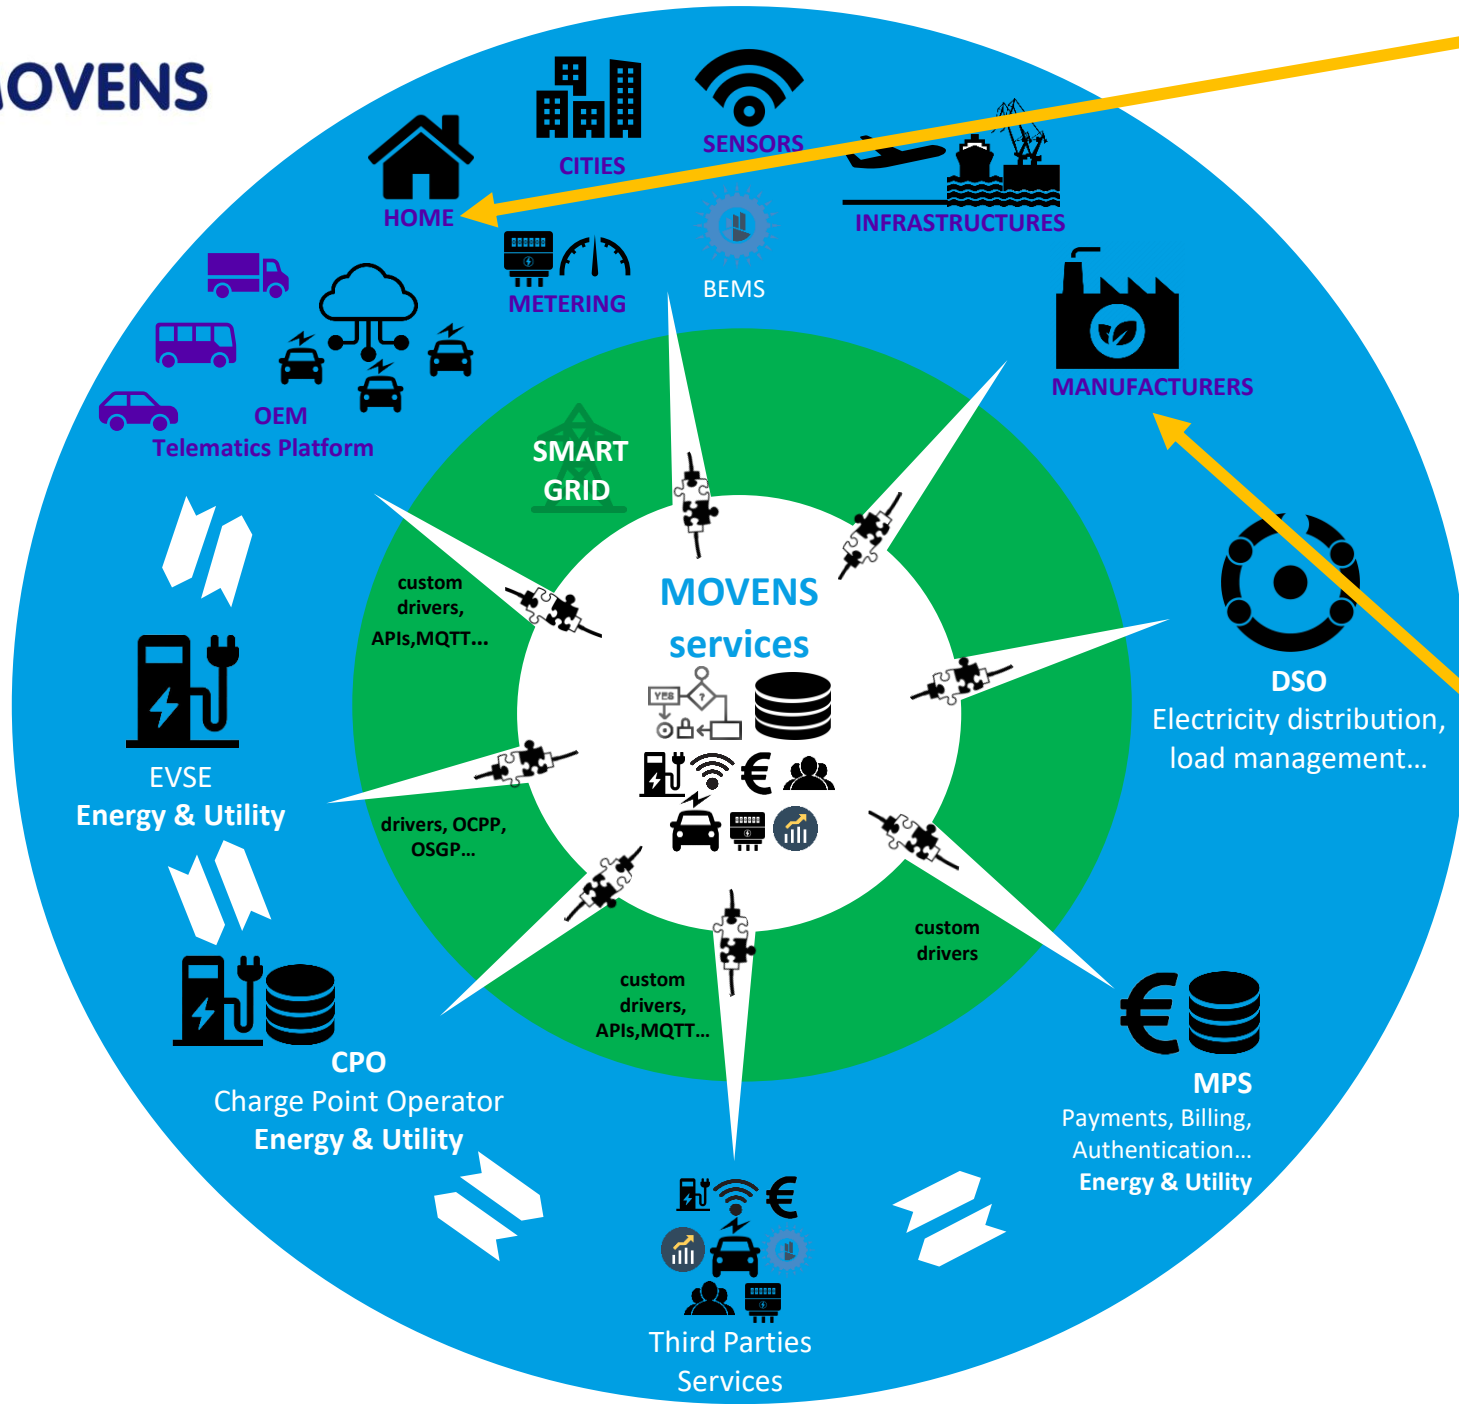 MOVENS
CITIES
SENSORS
HOME
INFRASTRUCTURES
METERING
BEMS
MANUFACTURERS
OEM
Telematics Platform
SMART
GRID
custom
drivers,
APIs,MQTT...
MOVENS
services
YES
?
DSO
Electricity distribution,
load management...
EVSE
Energy & Utility
drivers, OCPP,
OSGP...
custom
drivers
custom
drivers,
APIs,MQTT...
CPO
Charge Point Operator
Energy & Utility
€
MPS
Payments, Billing,
Authentication...
Energy & Utility
€
€
Third Parties
Services